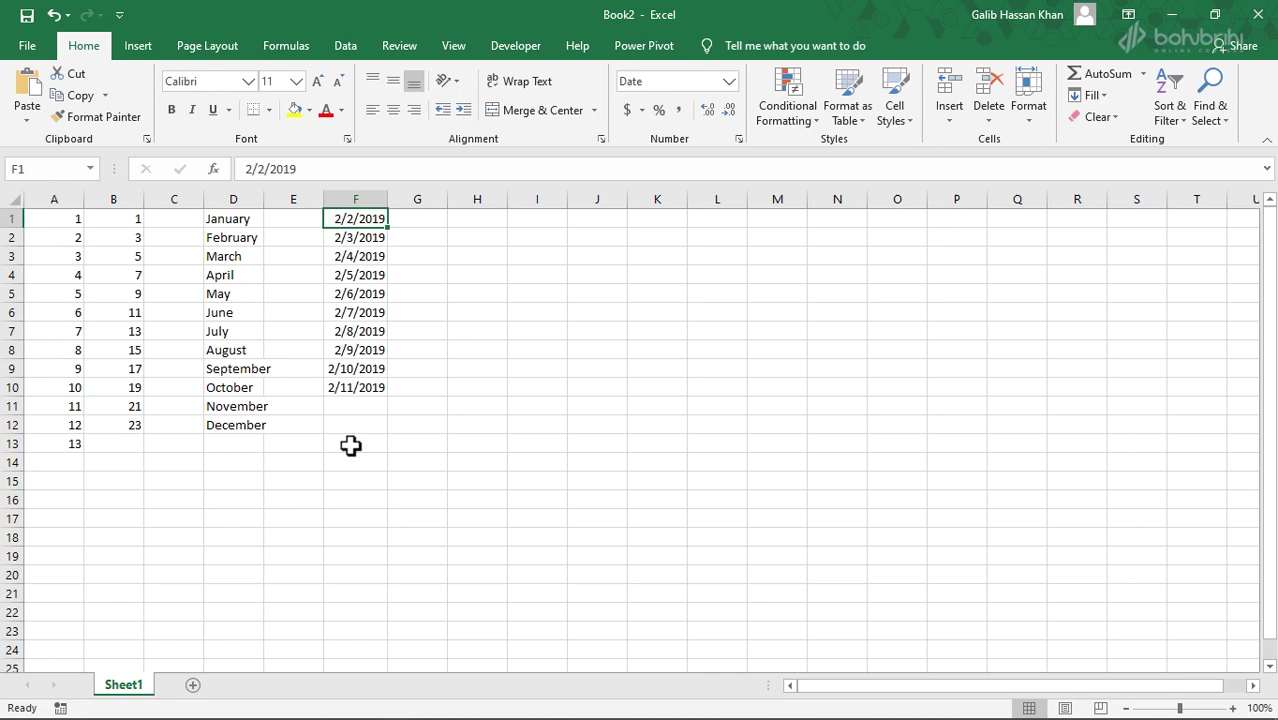 Book2 - Excel
Galib Hassan Khan
bohubrihi
ONLINE
File Home Insert Page Layout Formulas Data Review View Developer Help Power Pivot Tell me what you want to do Share
Paste
Cut
Copy
Format Painter
Clipboard
Calibri 11
B I U
A A
Font
ab Wrap Text
Merge & Center
Alignment
Date
$ % ,
Number
Conditional Formatting
Format as Table
Cell Styles
Styles
Insert Delete Format
Cells
AutoSum
Fill
Clear
Sort & Filter
Find & Select
Editing
F1 fx 2/2/2019
A B C D E F G H I J K L M N O P Q R S T U
1 1 1 January 2/2/2019
2 2 3 February 2/3/2019
3 3 5 March 2/4/2019
4 4 7 April 2/5/2019
5 5 9 May 2/6/2019
6 6 11 June 2/7/2019
7 7 13 July 2/8/2019
8 8 15 August 2/9/2019
9 9 17 September 2/10/2019
10 10 19 October 2/11/2019
11 11 21 November
12 12 23 December
13 13
14
15
16
17
18
19
20
21
22
23
24
25
Sheet1
Ready 100%